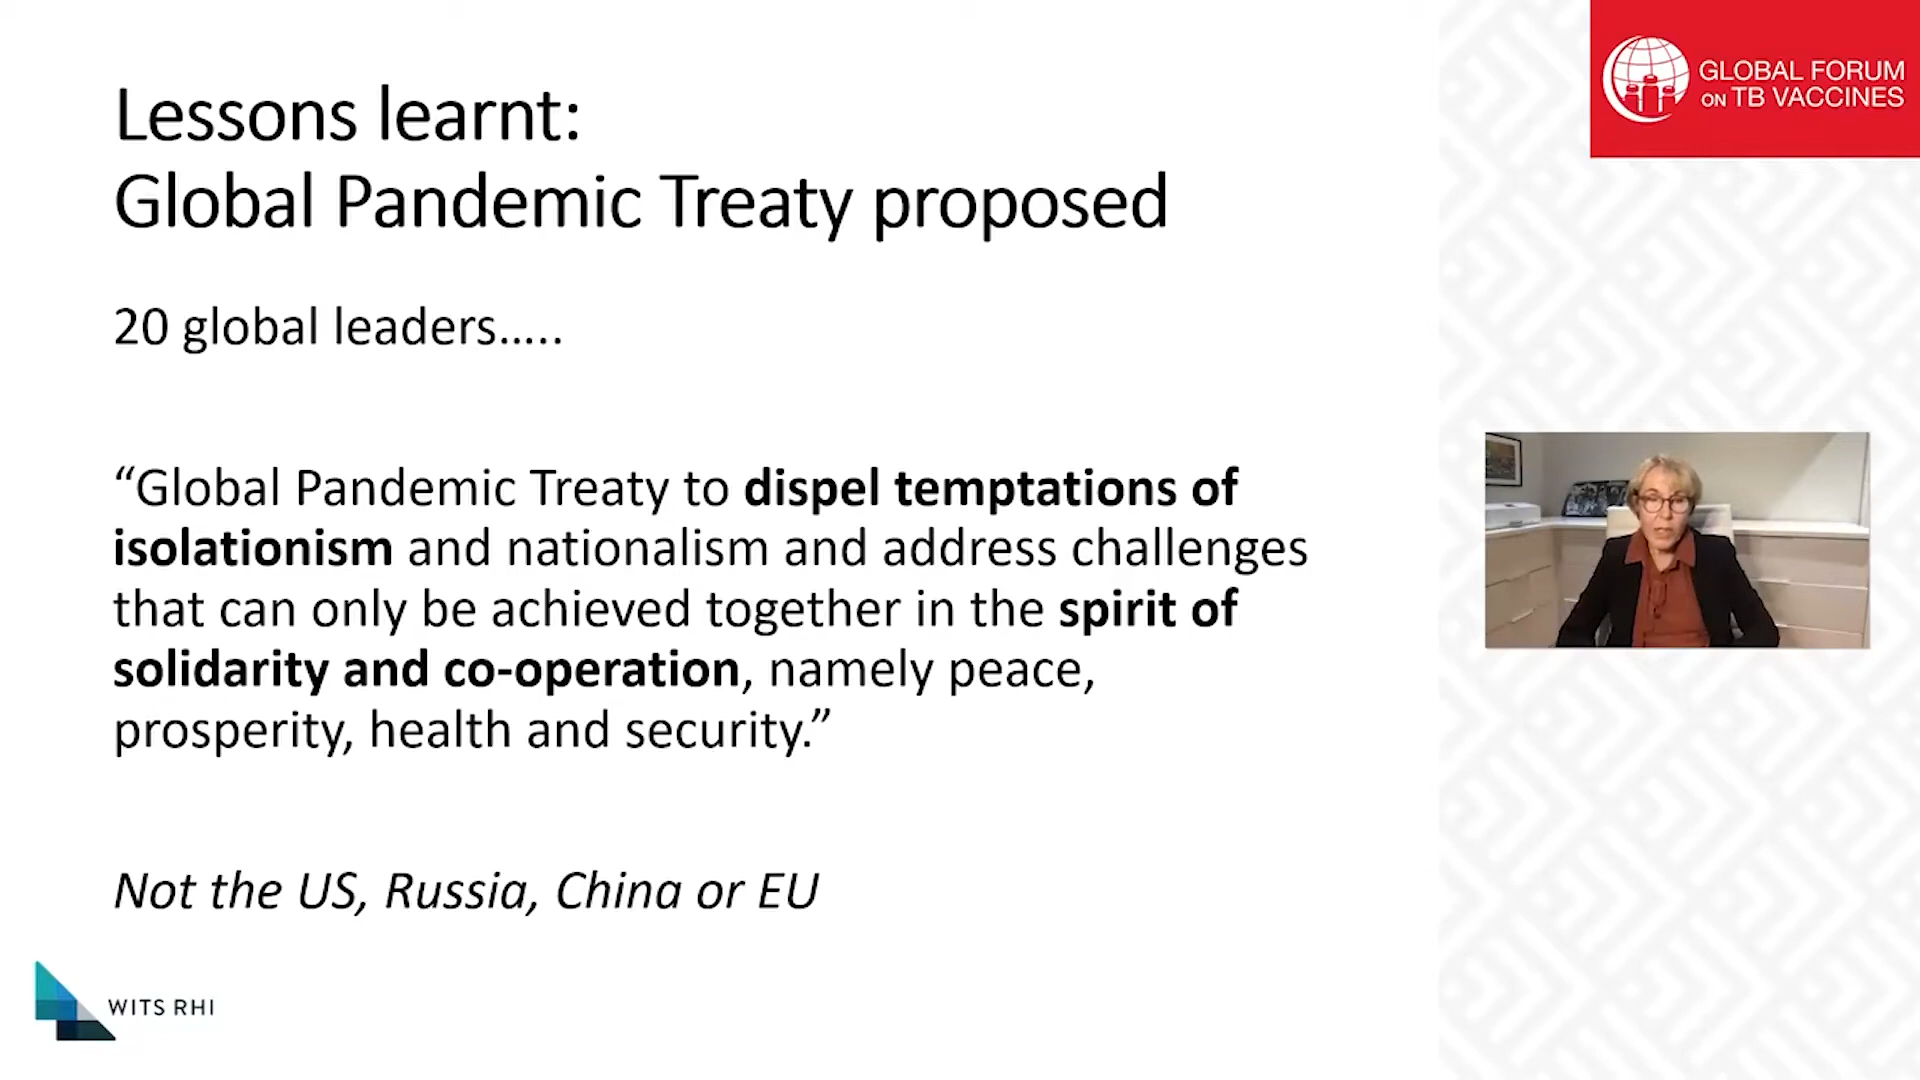 Lessons learnt:
Global Pandemic Treaty proposed
20 global leaders.....
“Global Pandemic Treaty to dispel temptations of
isolationism and nationalism and address challenges
that can only be achieved together in the spirit of
solidarity and co-operation, namely peace,
prosperity, health and security.”
Not the US, Russia, China or EU
WITS RHI
GLOBAL FORUM
ON TB VACCINES